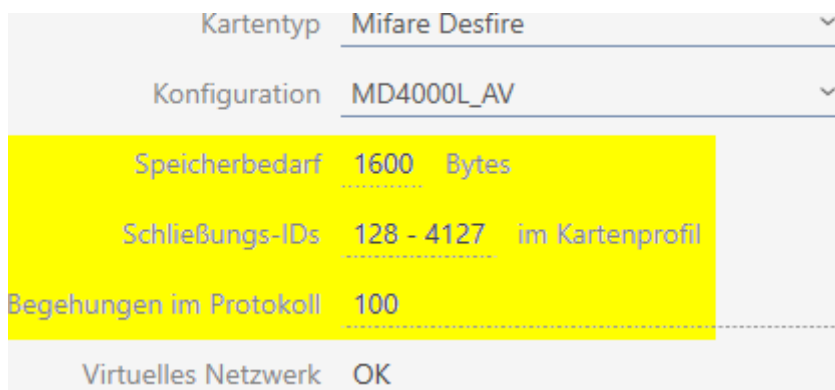 Kartentyp Mifare Desfire
Konfiguration MD4000L_AV
Speicherbedarf 1600 Bytes
Schließungs-IDs 128 - 4127 im Kartenprofil
Begehungen im Protokoll 100
Virtuelles Netzwerk OK